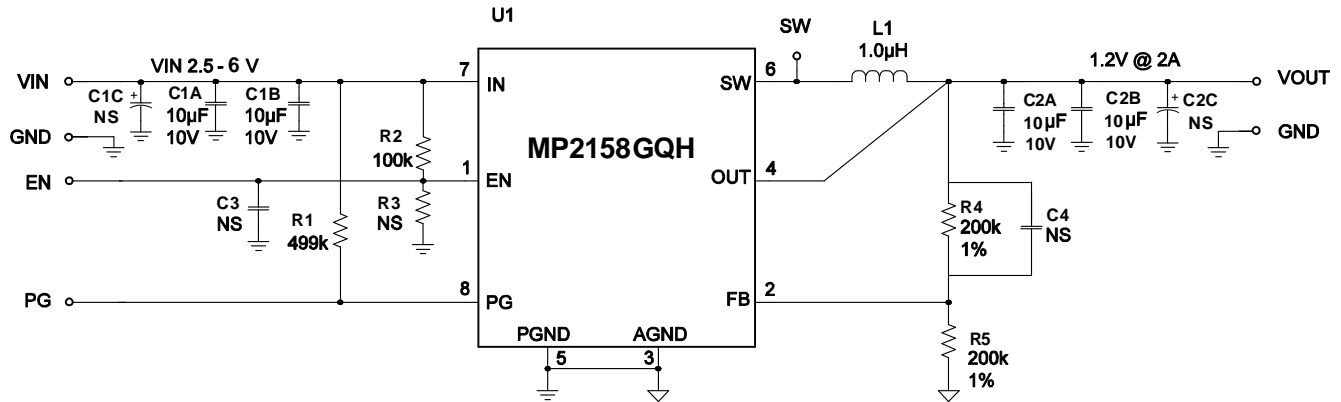 U1
SW
L1
1.0µH
VIN
VIN 2.5 - 6 V
7
IN
SW
6
1.2V @ 2A
VOUT
C1C
NS
+
C1A
10µF
10V
C1B
10µF
10V
C2A
10µF
10V
C2B
10µF
10V
+
C2C
NS
GND
GND
R2
100k
MP2158GQH
EN
1
EN
OUT
4
C3
NS
R1
499k
R3
NS
R4
200k
1%
C4
NS
PG
8
PG
FB
2
PGND
AGND
5
3
R5
200k
1%